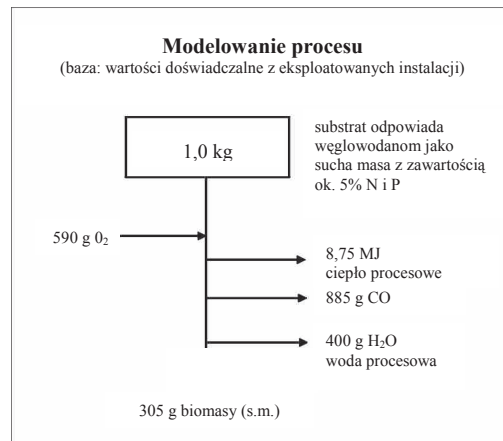 Modelowanie procesu
(baza: wartości doświadczalne z eksploatowanych instalacji)
1,0 kg
substrat odpowiada
węglowodanom jako
sucha masa z zawartością
ok. 5% N i P
590 g 0₂
8,75 MJ
ciepło procesowe
885 g CO
400 g H₂O
woda procesowa
305 g biomasy (s.m.)